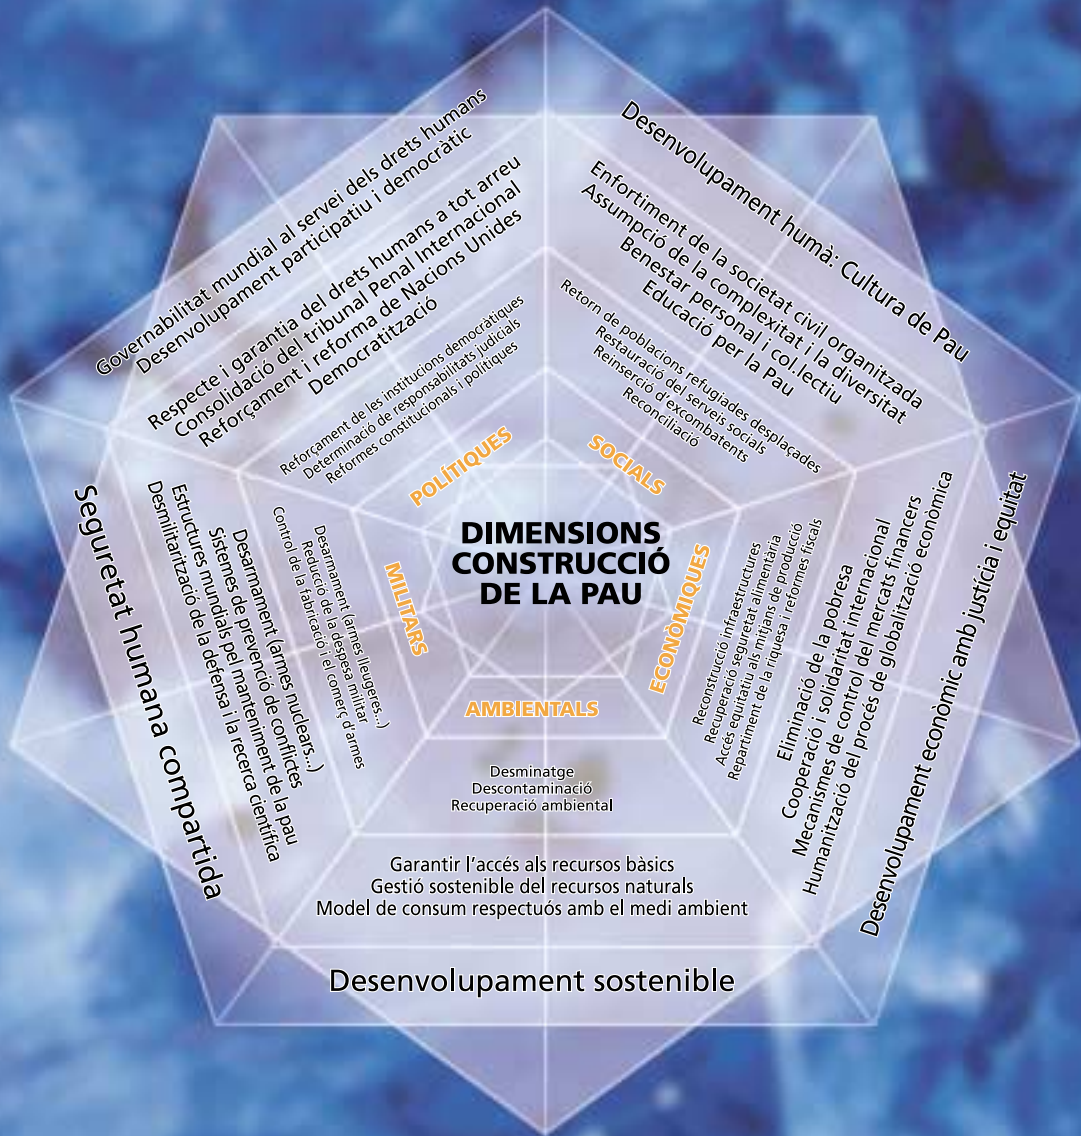 DIMENSIONS
CONSTRUCCIÓ
DE LA PAU
POLÍTIQUES
Reforçament de les institucions democràtiques
Determinació de responsabilitats judicials
Reformes constitucionals i polítiques
Respecte i garantia del drets humans a tot arreu
Consolidació del tribunal Penal Internacional
Reforçament i reforma de Nacions Unides
Democratització
Governabilitat mundial al servei dels drets humans
Desenvolupament participatiu i democràtic
SOCIALS
Retorn de poblacions refugiades desplaçades
Restauració del serveis socials
Reinserció d'excombatents
Reconciliació
Enfortiment de la societat civil organitzada
Assumpció de la complexitat i la diversitat
Benestar personal i col.lectiu
Educació per la Pau
Desenvolupament humà: Cultura de Pau
ECONÒMIQUES
Reconstrucció infraestructures
Recuperació segretat alimentària
Accés equitatiu als mitjans de producció
Repartiment de la riquesa i reformes fiscals
Eliminació de la pobresa
Cooperació i solidaritat internacional
Mecanismes de control del mercats financers
Humanització del procés de globalització econòmica
Desenvolupament econòmic amb justícia i equitat
AMBIENTALS
Desminatge
Descontaminació
Recuperació ambiental
Garantir l'accés als recursos bàsics
Gestió sostenible del recursos naturals
Model de consum respectuós amb el medi ambient
Desenvolupament sostenible
MILITARS
Desarmament (armes lleugeres...)
Reducció de la despesa militar
Control de la fabricació i el comerç d'armes
Desarmament (armes nuclears...)
Sistemes de prevenció de conflictes
Estructures mundials pel manteniment de la pau
Desmilitarització de la defensa i la recerca científica
Seguretat humana compartida